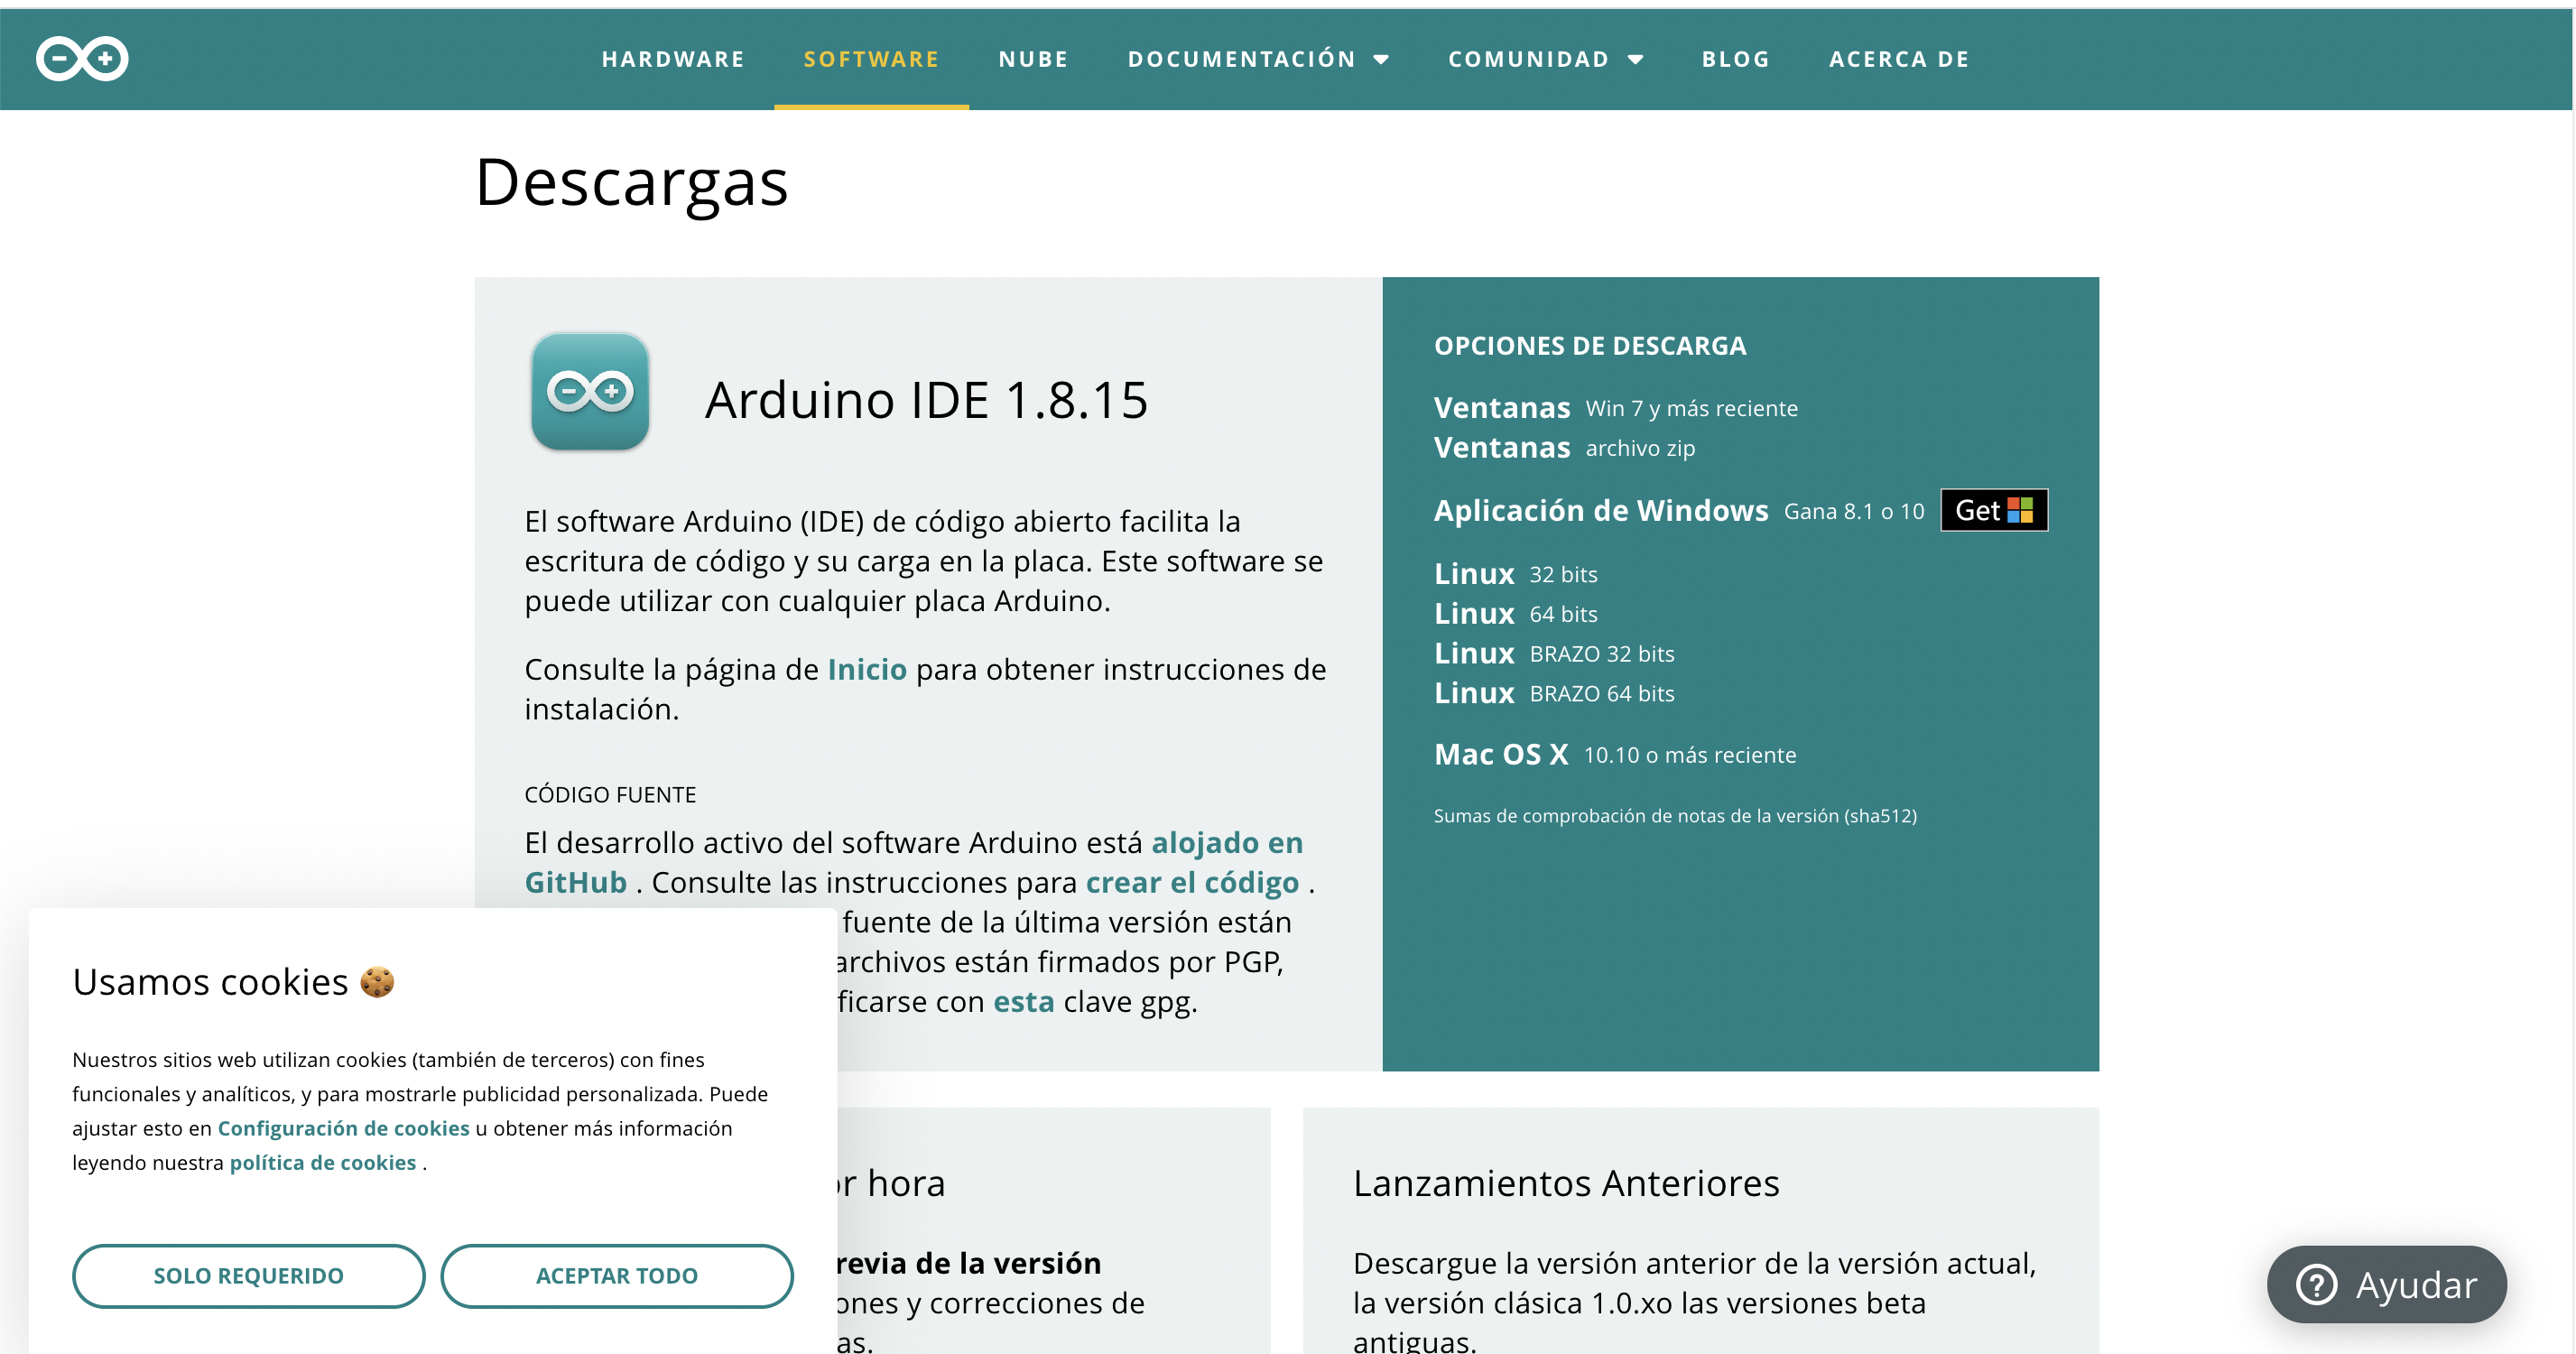 HARDWARE SOFTWARE NUBE DOCUMENTACIÓN COMUNIDAD BLOG ACERCA DE
Descargas
Arduino IDE 1.8.15
El software Arduino (IDE) de código abierto facilita la
escritura de código y su carga en la placa. Este software se
puede utilizar con cualquier placa Arduino.
Consulte la página de Inicio para obtener instrucciones de
instalación.
CÓDIGO FUENTE
El desarrollo activo del software Arduino está alojado en
GitHub . Consulte las instrucciones para crear el código .
fuente de la última versión están
archivos están firmados por PGP,
ficarse con esta clave gpg.
OPCIONES DE DESCARGA
Ventanas Win 7 y más reciente
Ventanas archivo zip
Aplicación de Windows Gana 8.1 o 10 Get
Linux 32 bits
Linux 64 bits
Linux BRAZO 32 bits
Linux BRAZO 64 bits
Mac OS X 10.10 o más reciente
Sumas de comprobación de notas de la versión (sha512)
Usamos cookies
Nuestros sitios web utilizan cookies (también de terceros) con fines
funcionales y analíticos, y para mostrarle publicidad personalizada. Puede
ajustar esto en Configuración de cookies u obtener más información
leyendo nuestra política de cookies .
SOLO REQUERIDO ACEPTAR TODO
or hora
revia de la versión
ones y correcciones de
as.
Lanzamientos Anteriores
Descargue la versión anterior de la versión actual,
la versión clásica 1.0.xo las versiones beta
antiguas.
Ayudar